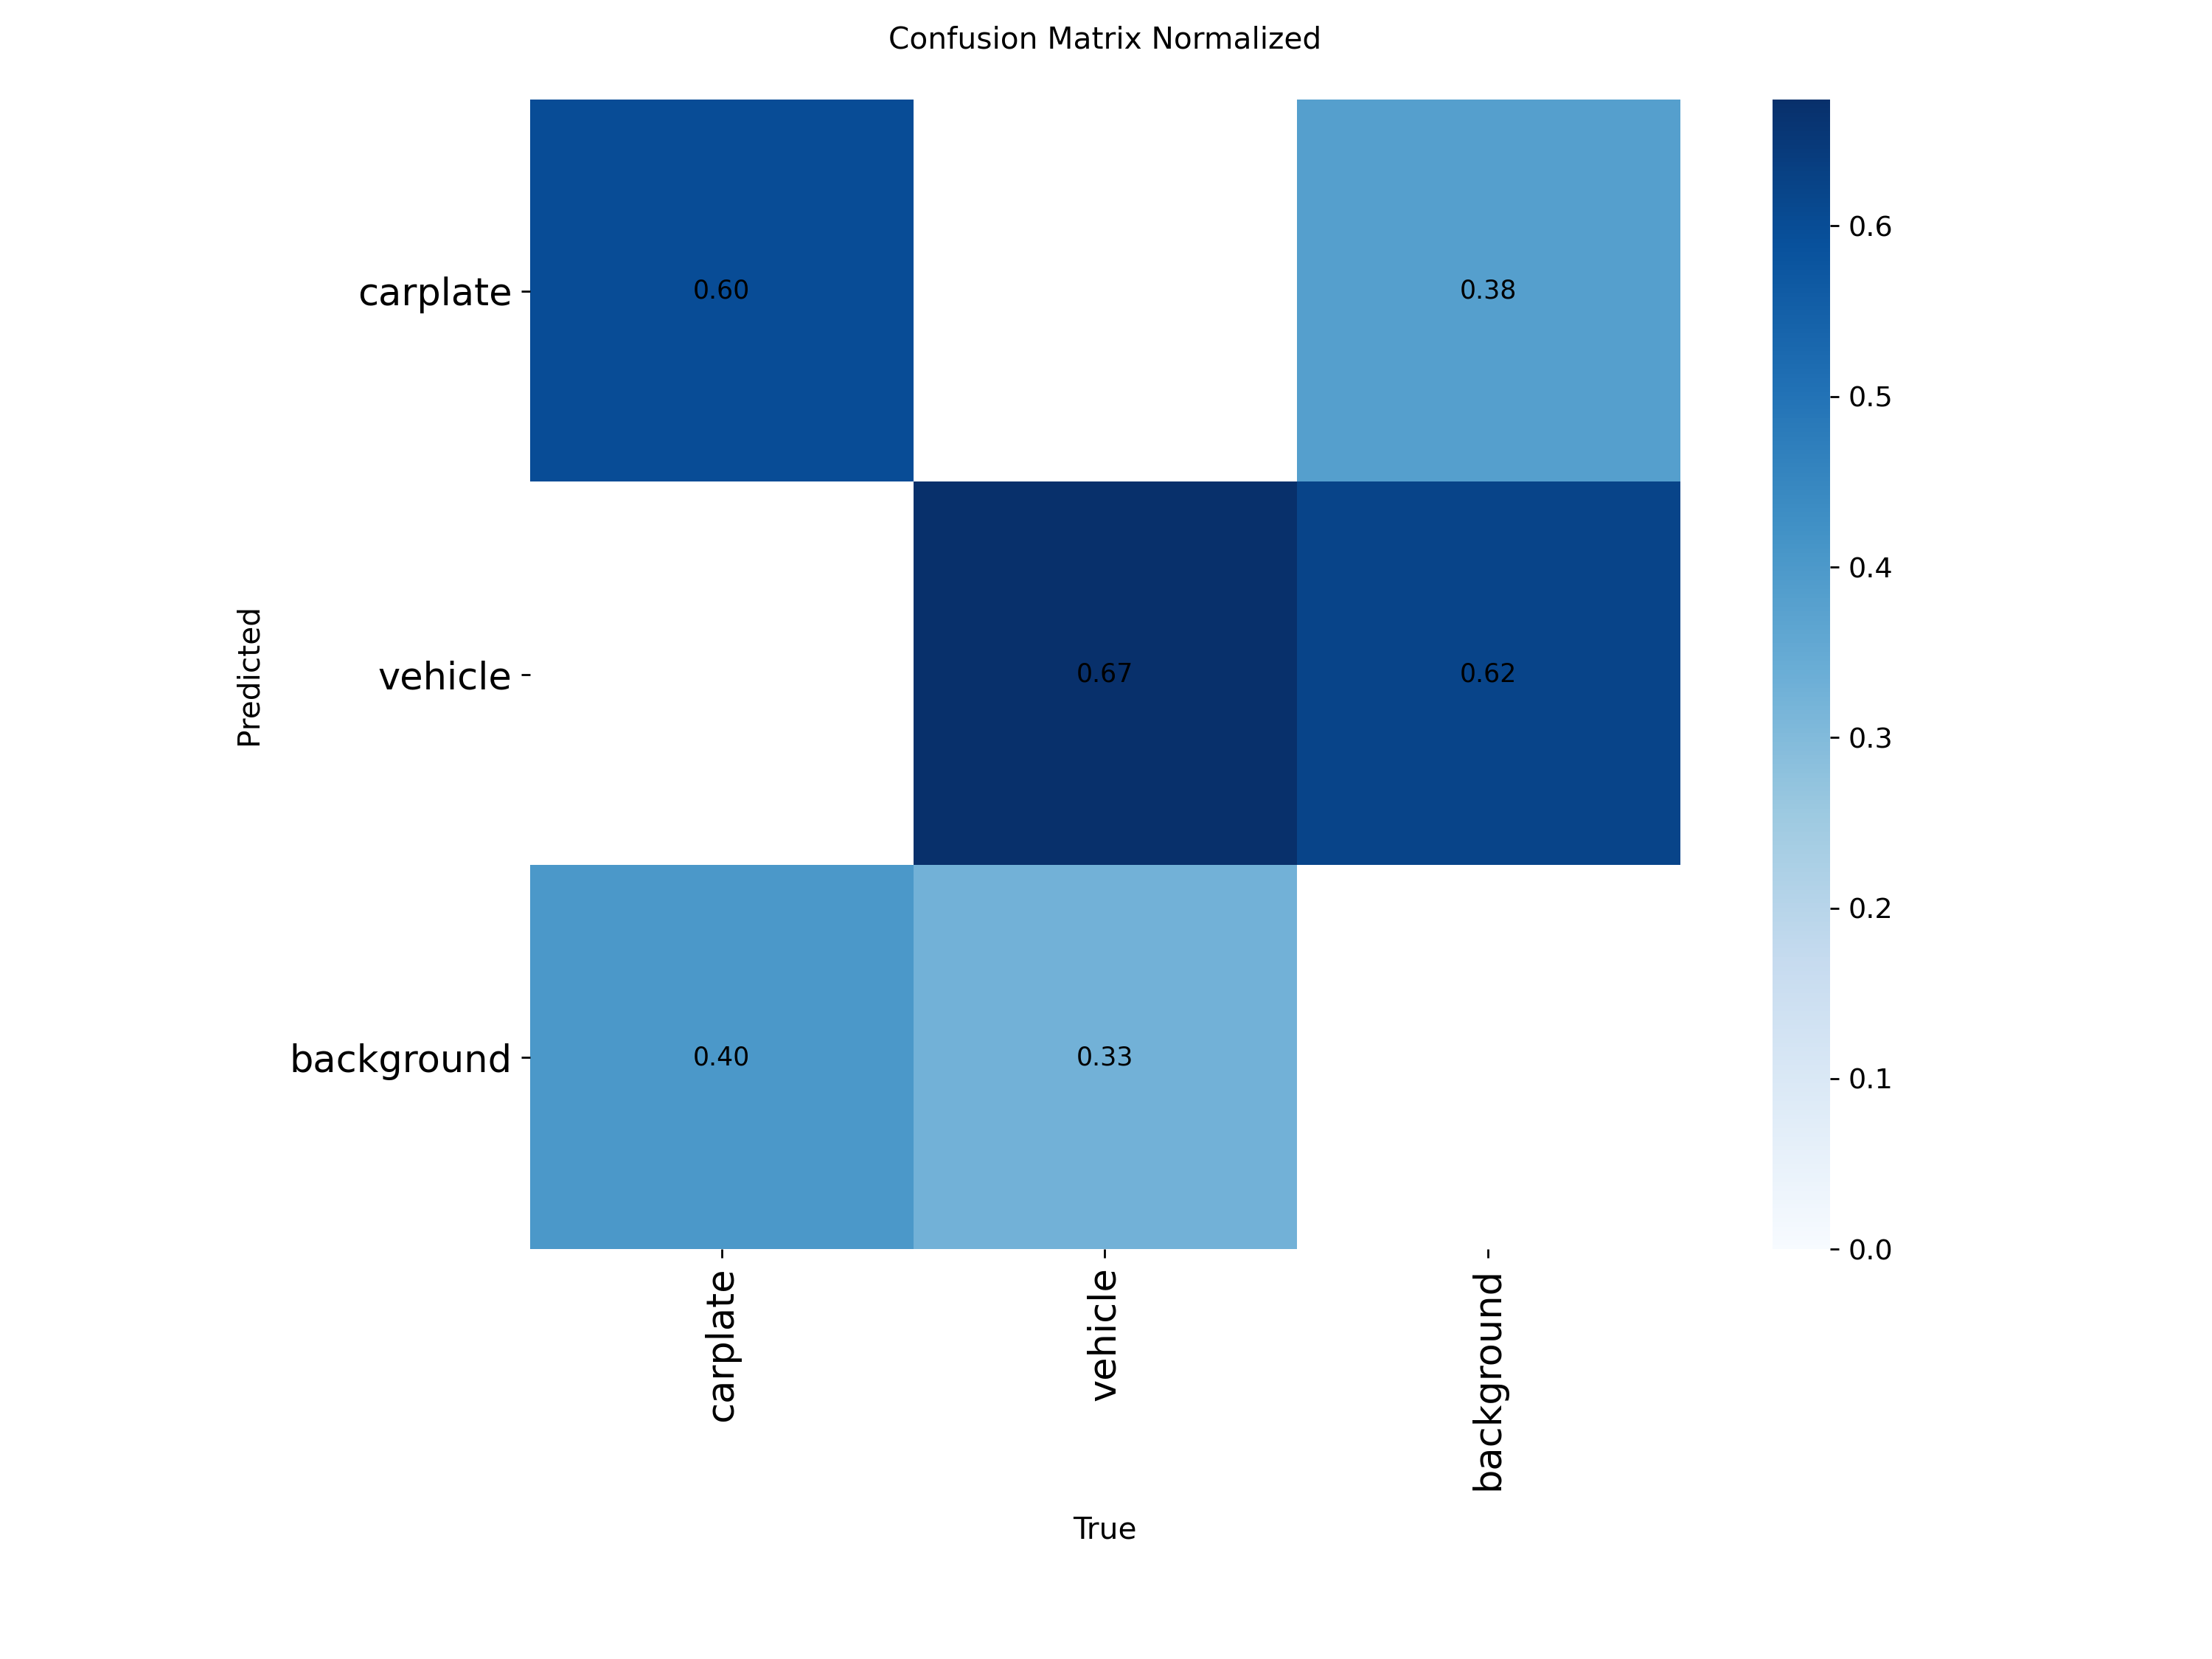 Confusion Matrix Normalized
carplate
vehicle
background
Predicted
0.60
0.38
0.67
0.62
0.40
0.33
carplate
vehicle
background
True
0.6
0.5
0.4
0.3
0.2
0.1
0.0